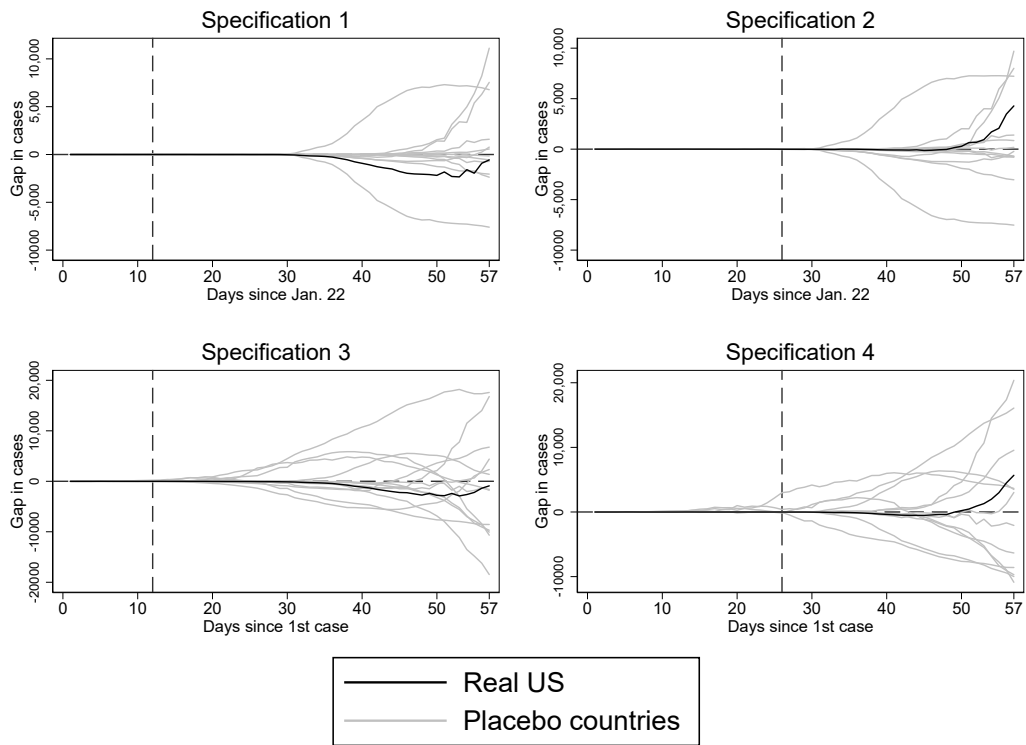 Specification 1
Gap in cases
10,000
5,000
0
-5,000
-10000
0 10 20 30 40 50 57
Days since Jan. 22
Specification 2
Gap in cases
10,000
5,000
0
-5,000
-10000
0 10 20 30 40 50 57
Days since Jan. 22
Specification 3
Gap in cases
20,000
10,000
0
-10000
-20000
0 10 20 30 40 50 57
Days since 1st case
Specification 4
Gap in cases
20,000
10,000
0
-10000
0 10 20 30 40 50 57
Days since 1st case
Real US
Placebo countries